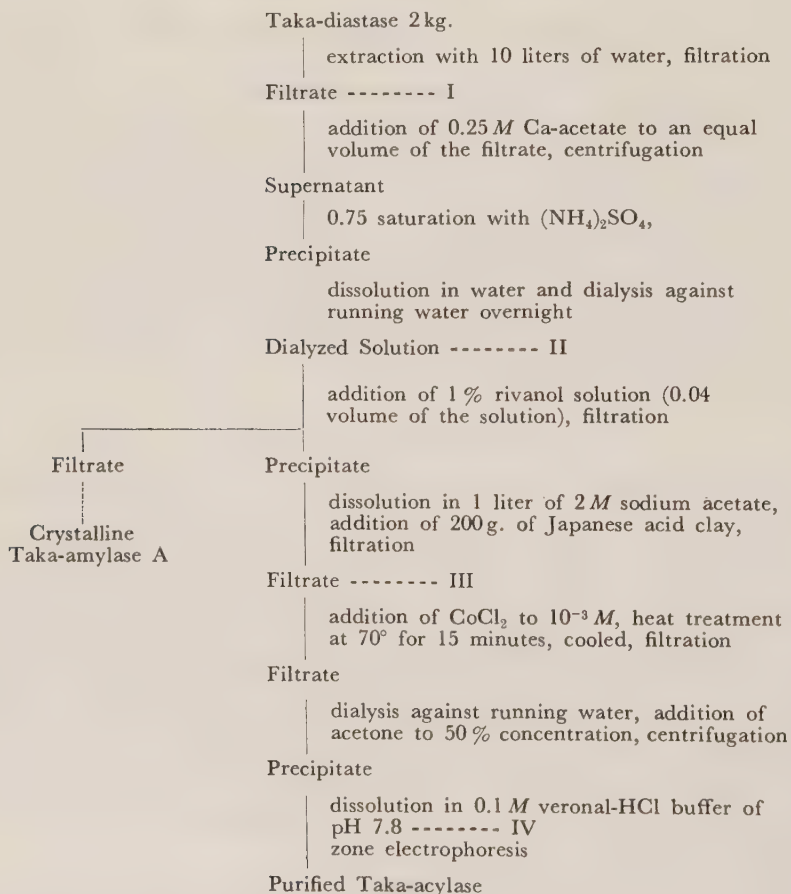 Taka-diastase 2 kg.
extraction with 10 liters of water, filtration
Filtrate -------- I
addition of 0.25 M Ca-acetate to an equal
volume of the filtrate, centrifugation
Supernatant
0.75 saturation with (NH₄)₂SO₄,
Precipitate
dissolution in water and dialysis against
running water overnight
Dialyzed Solution -------- II
addition of 1 % rivanol solution (0.04
volume of the solution), filtration
Filtrate
Crystalline
Taka-amylase A
Precipitate
dissolution in 1 liter of 2 M sodium acetate,
addition of 200 g. of Japanese acid clay,
filtration
Filtrate -------- III
addition of CoCl₂ to 10⁻³ M, heat treatment
at 70° for 15 minutes, cooled, filtration
Filtrate
dialysis against running water, addition of
acetone to 50 % concentration, centrifugation
Precipitate
dissolution in 0.1 M veronal-HCl buffer of
pH 7.8 -------- IV
zone electrophoresis
Purified Taka-acylase